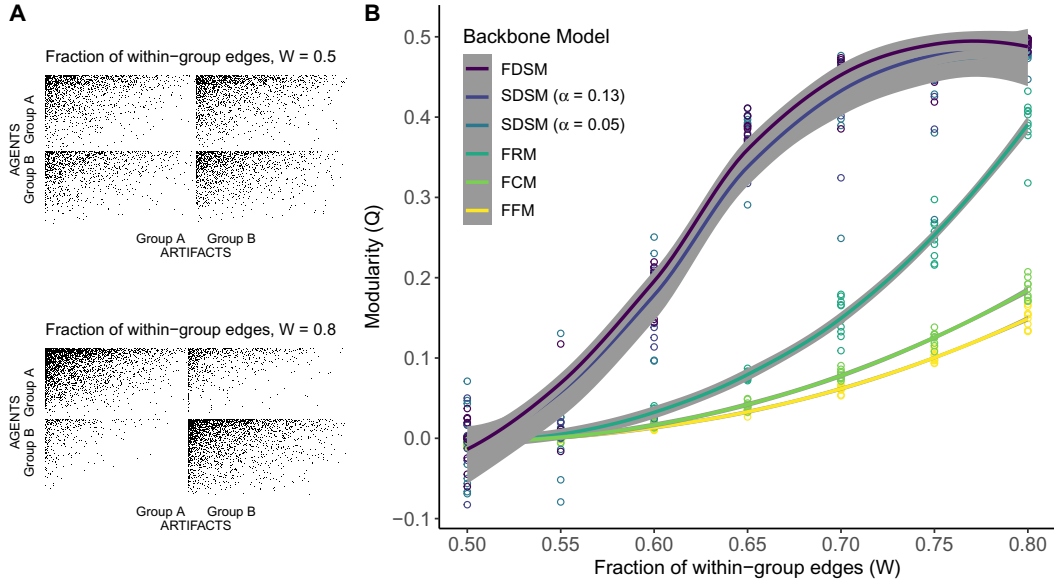 A
Fraction of within−group edges, W = 0.5
AGENTS
Group A
Group B
Group A Group B
ARTIFACTS
Fraction of within−group edges, W = 0.8
AGENTS
Group A
Group B
Group A Group B
ARTIFACTS
B
Modularity (Q)
0.5
0.4
0.3
0.2
0.1
0.0
−0.1
Backbone Model
FDSM
SDSM (α = 0.13)
SDSM (α = 0.05)
FRM
FCM
FFM
0.50 0.55 0.60 0.65 0.70 0.75 0.80
Fraction of within−group edges (W)